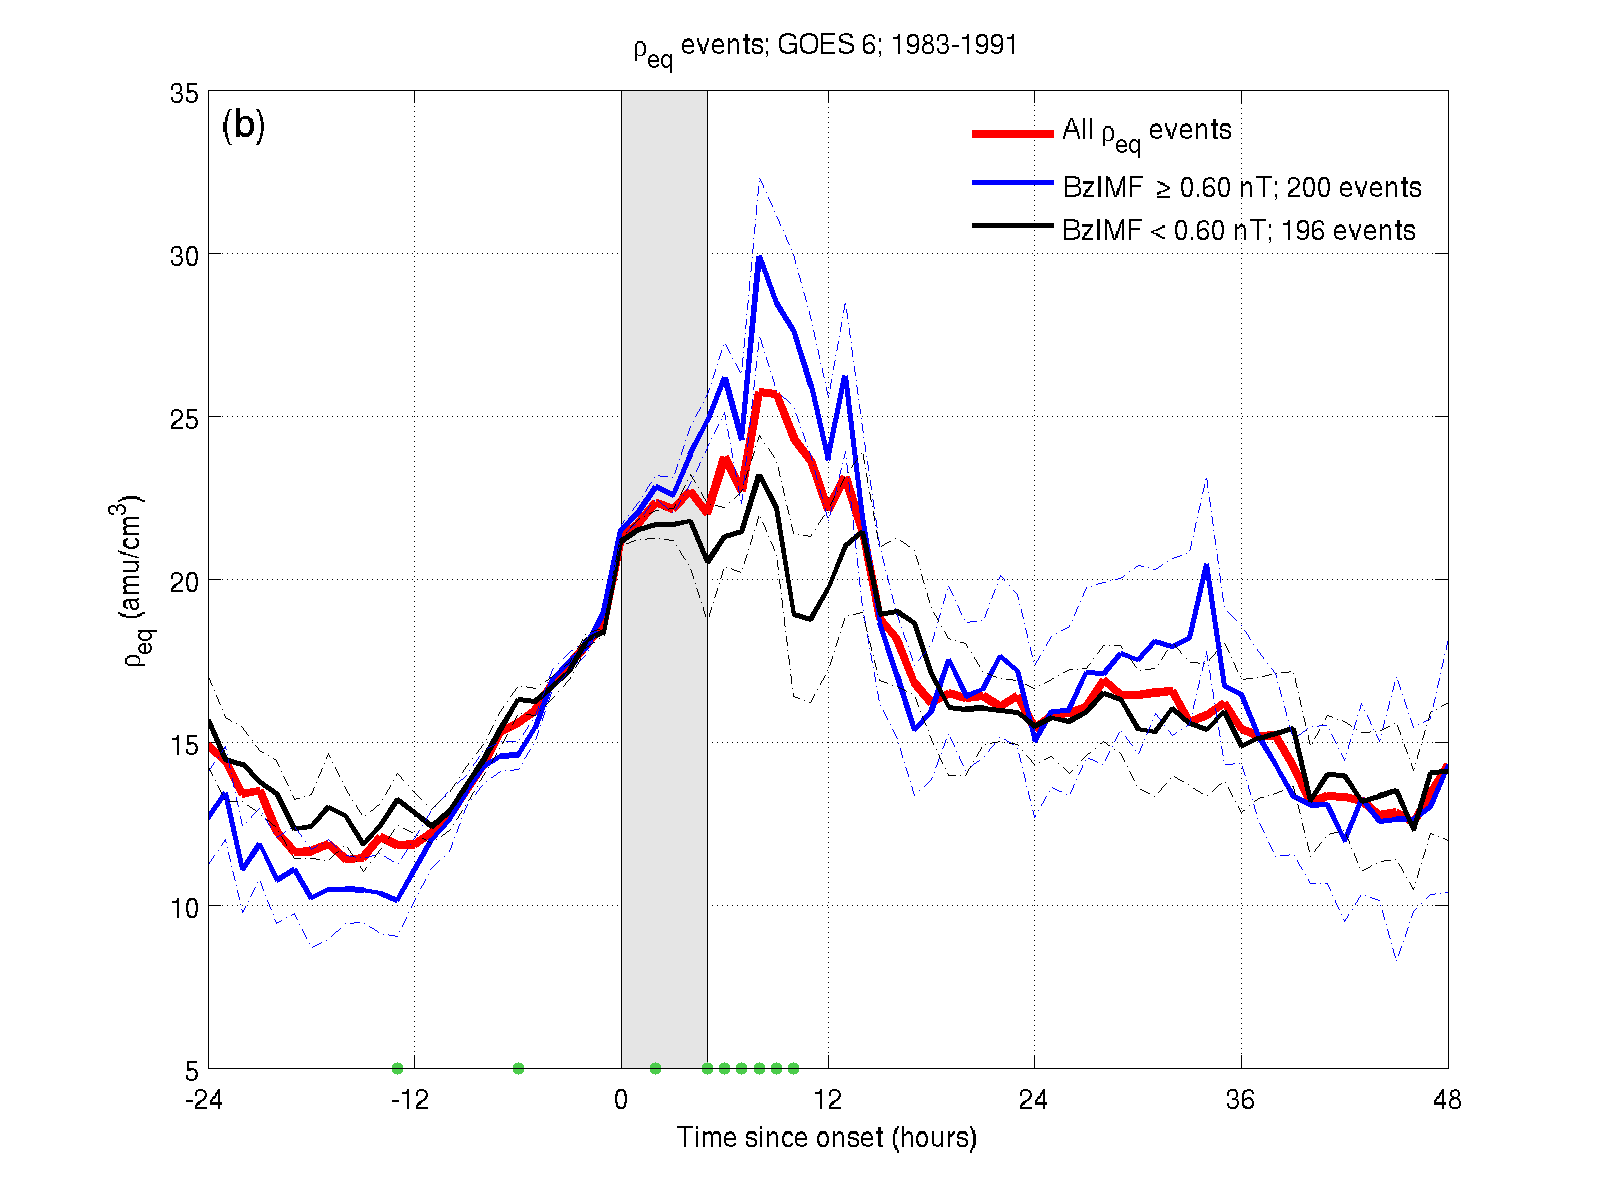 ρeq events; GOES 6; 1983-1991
(b)
All ρeq events
BzIMF ≥ 0.60 nT; 200 events
BzIMF < 0.60 nT; 196 events
35
30
25
20
15
10
5
ρeq (amu/cm³)
-24 -12 0 12 24 36 48
Time since onset (hours)